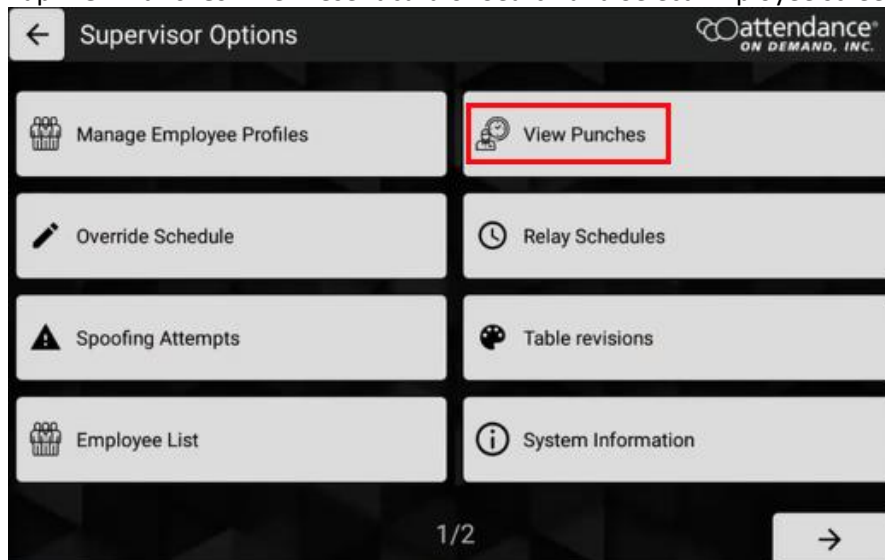 Supervisor Options
attendance®
ON DEMAND, INC.
Manage Employee Profiles
View Punches
Override Schedule
Relay Schedules
Spoofing Attempts
Table revisions
Employee List
System Information
1/2